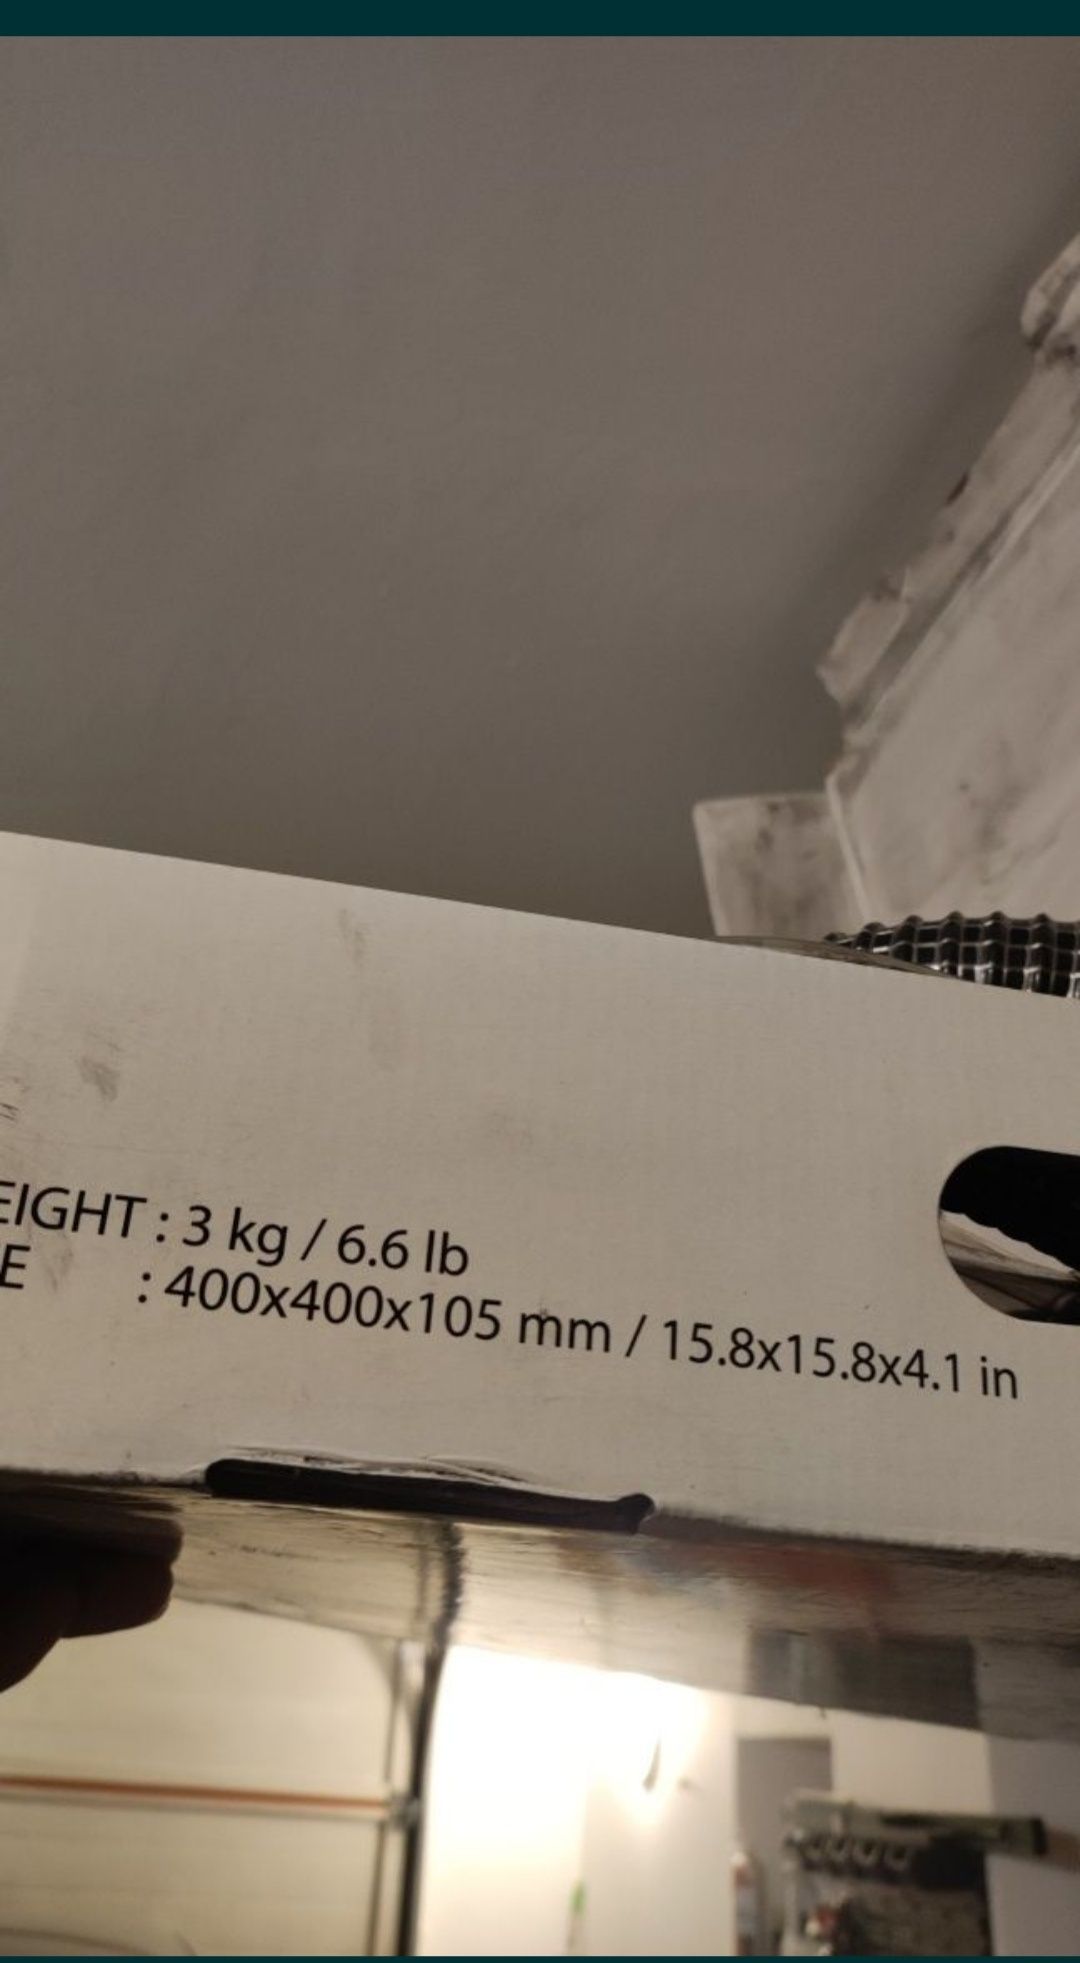 EIGHT : 3 kg / 6.6 lb
E : 400x400x105 mm / 15.8x15.8x4.1 in